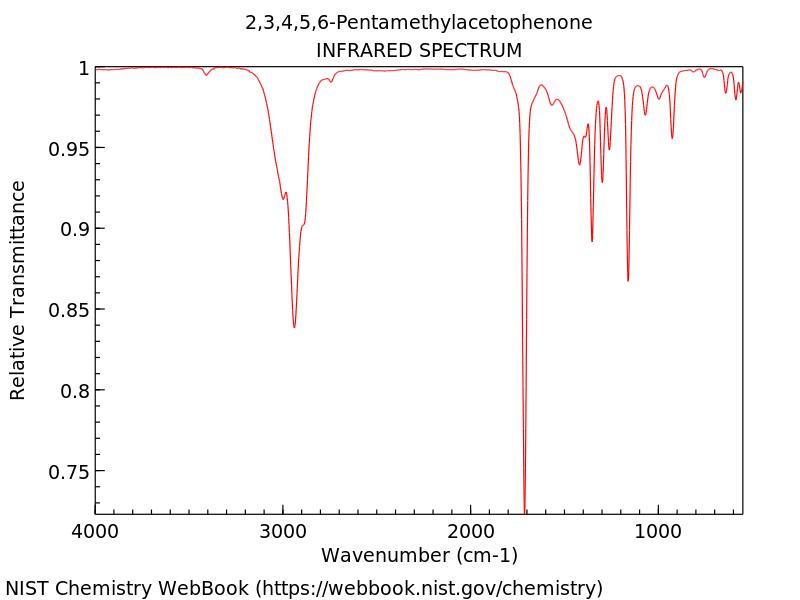 2,3,4,5,6-Pentamethylacetophenone
INFRARED SPECTRUM
1
0.95
0.9
0.85
0.8
0.75
Relative Transmittance
4000 3000 2000 1000
Wavenumber (cm-1)
NIST Chemistry WebBook (https://webbook.nist.gov/chemistry)